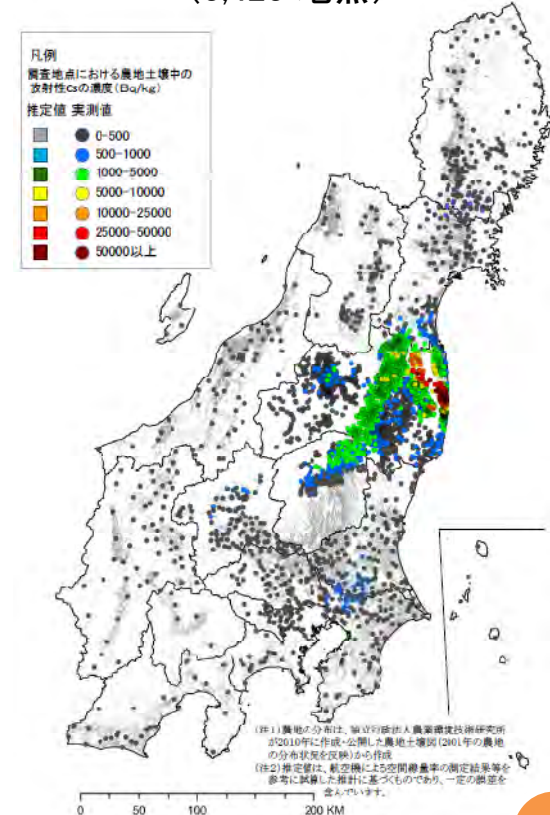 凡例
調査地点における農地土壌中の
放射性Csの濃度(Bq/kg)
推定値 実測値
0-500
500-1000
1000-5000
5000-10000
10000-25000
25000-50000
50000以上
(注1)農地の分布は、独立行政法人農業環境技術研究所
が2010年に作成・公開した農地土壌図(2001年の農地
の分布状況を反映)から作成
(注2)推定値は、航空機による空間線量率の測定結果等を
参考に試算した推計に基づくものであり、一定の誤差を
含んでいます。
0 50 100 200 KM